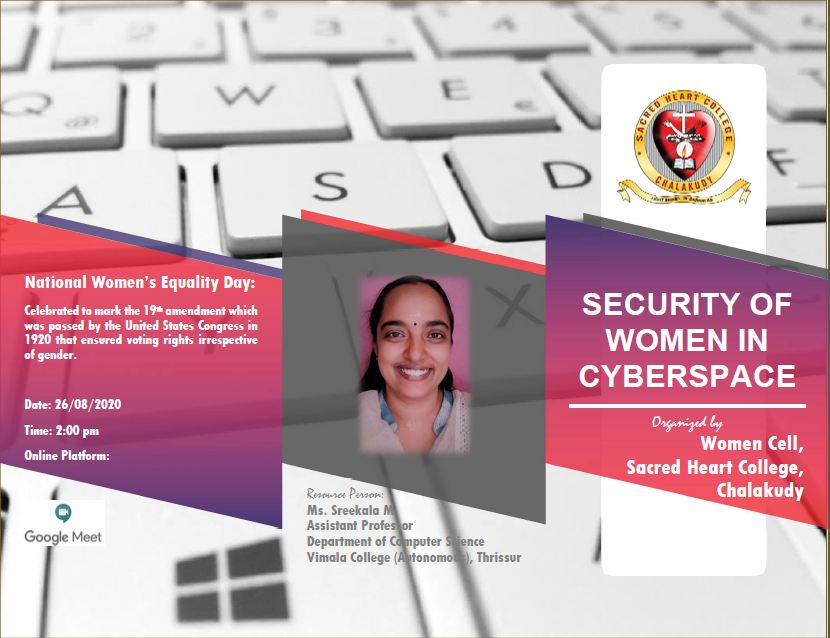 Q @
W
E €
A
S
D
F
X
National Women's Equality Day:
Celebrated to mark the 19th amendment which
was passed by the United States Congress in
1920 that ensured voting rights irrespective
of gender.
Date: 26/08/2020
Time: 2:00 pm
Online Platform:
Google Meet
Resource Person:
Ms. Sreekala M
Assistant Professor
Department of Computer Science
Vimala College (Autonomous), Thrissur
SACRED HEART COLLEGE
CHALAKUDY
SECURITY OF
WOMEN IN
CYBERSPACE
Organized by
Women Cell,
Sacred Heart College,
Chalakudy